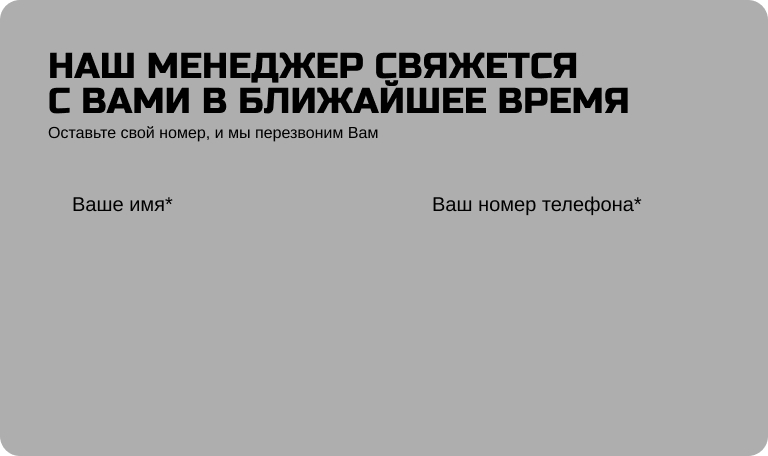 НАШ МЕНЕДЖЕР СВЯЖЕТСЯ
С ВАМИ В БЛИЖАЙШЕЕ ВРЕМЯ
Оставьте свой номер, и мы перезвоним Вам
Ваше имя*
Ваш номер телефона*